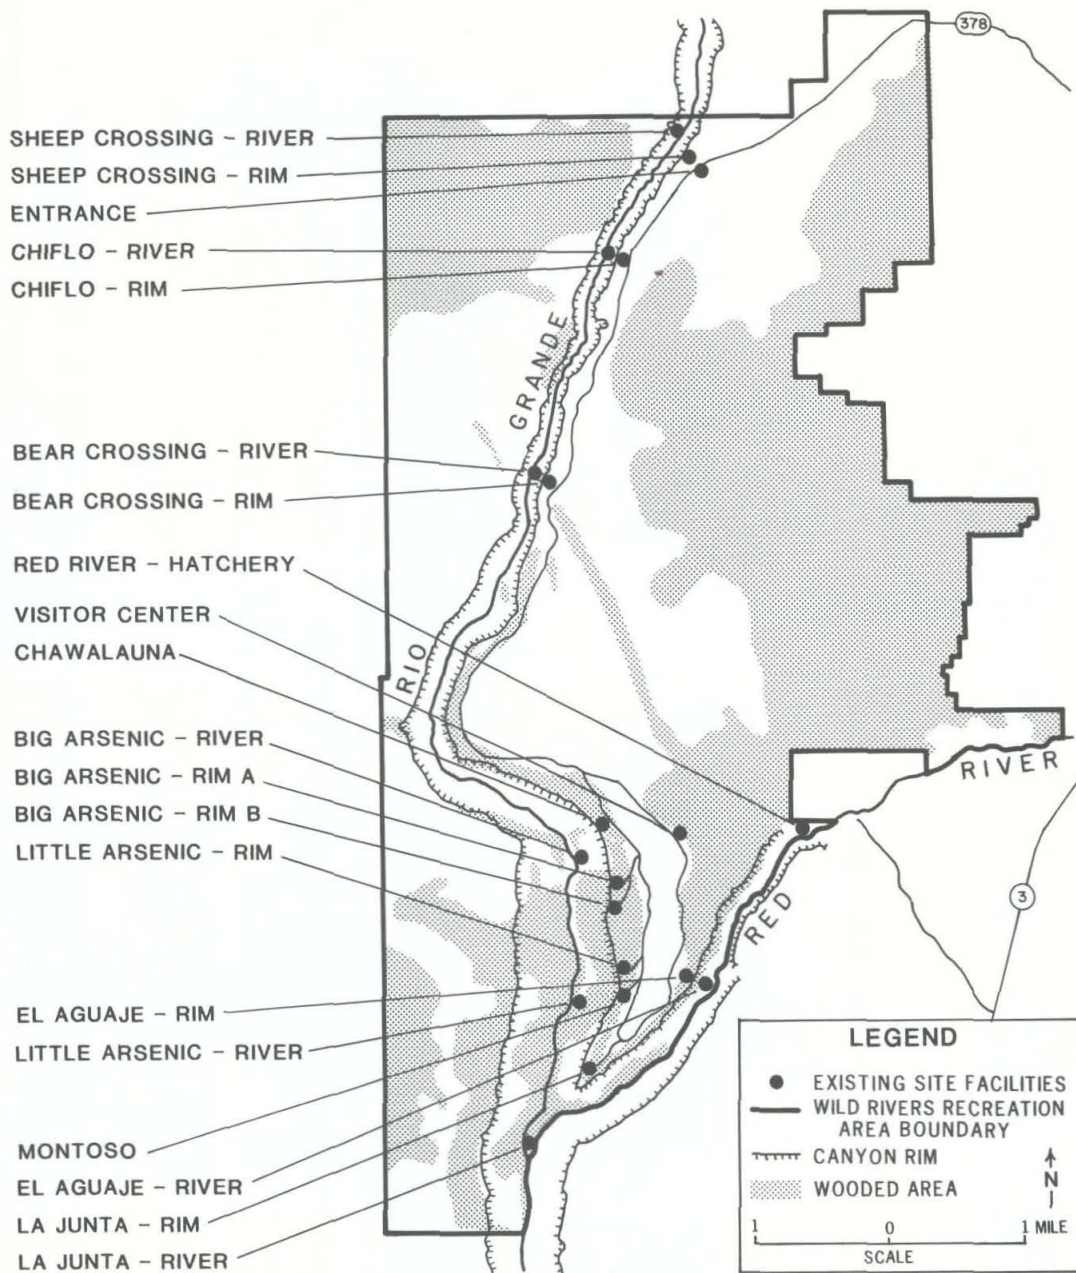 378
SHEEP CROSSING - RIVER
SHEEP CROSSING - RIM
ENTRANCE
CHIFLO - RIVER
CHIFLO - RIM
RIO GRANDE
BEAR CROSSING - RIVER
BEAR CROSSING - RIM
RED RIVER - HATCHERY
VISITOR CENTER
CHAWALAUNA
BIG ARSENIC - RIVER
BIG ARSENIC - RIM A
BIG ARSENIC - RIM B
LITTLE ARSENIC - RIM
RED RIVER
3
EL AGUAJE - RIM
LITTLE ARSENIC - RIVER
MONTOSO
EL AGUAJE - RIVER
LA JUNTA - RIM
LA JUNTA - RIVER
LEGEND
EXISTING SITE FACILITIES
WILD RIVERS RECREATION
AREA BOUNDARY
CANYON RIM
WOODED AREA
N
1 0 1 MILE
SCALE